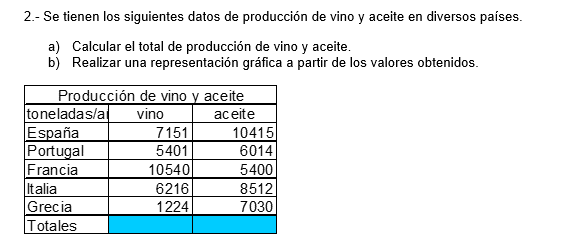 2.- Se tienen los siguientes datos de producción de vino y aceite en diversos países.
a) Calcular el total de producción de vino y aceite.
b) Realizar una representación gráfica a partir de los valores obtenidos.
Producción de vino y aceite
toneladas/a vino aceite
España 7151 10415
Portugal 5401 6014
Francia 10540 5400
Italia 6216 8512
Grecia 1224 7030
Totales